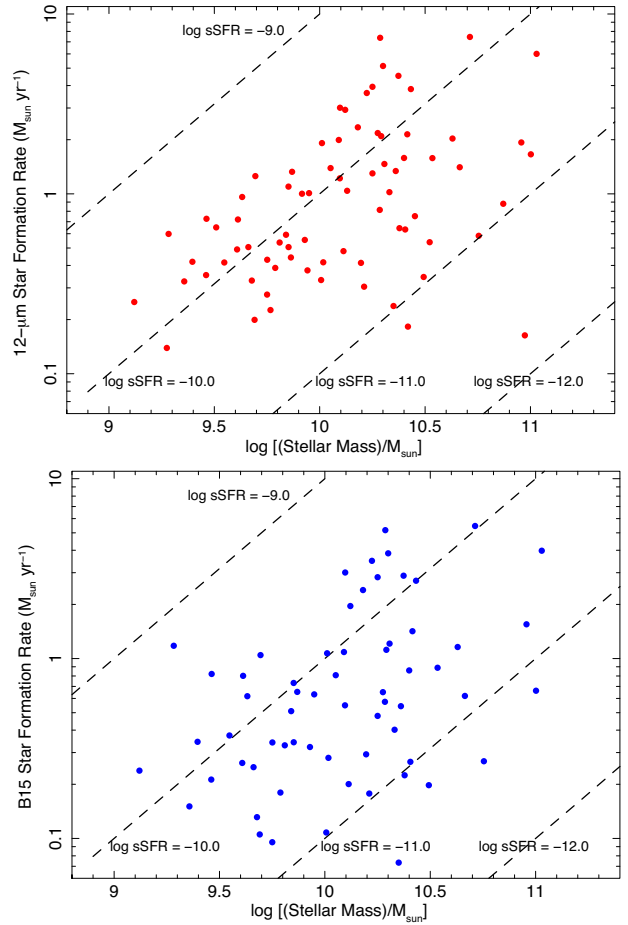 10
log sSFR = −9.0
12−μm Star Formation Rate (M_sun yr⁻¹)
1
0.1
log sSFR = −10.0
log sSFR = −11.0
log sSFR = −12.0
9
9.5
10
10.5
11
log [(Stellar Mass)/M_sun]
10
log sSFR = −9.0
B15 Star Formation Rate (M_sun yr⁻¹)
1
0.1
log sSFR = −10.0
log sSFR = −11.0
log sSFR = −12.0
9
9.5
10
10.5
11
log [(Stellar Mass)/M_sun]